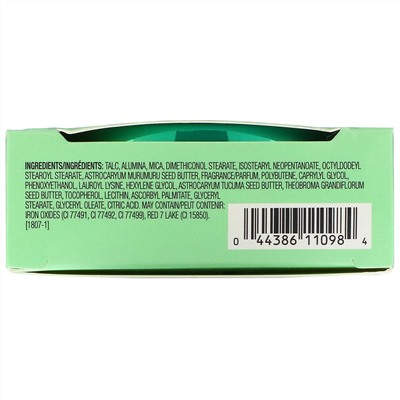 INGREDIENTS/INGRÉDIENTS: TALC, ALUMINA, MICA, DIMETHICONOL STEARATE, ISOSTEARYL NEOPENTANOATE, OCTYLDODEYL
STEAROYL STEARATE, ASTROCARYUM MURUMURU SEED BUTTER, FRAGRANCE/PARFUM, POLYBUTENE, CAPRYLYL GLYCOL,
PHENOXYETHANOL, LAUROYL LYSINE, HEXYLENE GLYCOL, ASTROCARYUM TUCUMA SEED BUTTER, THEOBROMA GRANDIFLORUM
SEED BUTTER, TOCOPHEROL, LECITHIN, ASCORBYL PALMITATE, GLYCERYL
STEARATE, GLYCERYL OLEATE, CITRIC ACID. MAY CONTAIN/PEUT CONTENIR:
IRON OXIDES (CI 77491, CI 77492, CI 77499), RED 7 LAKE (CI 15850).
[1807-1]
0 44386 11098 4